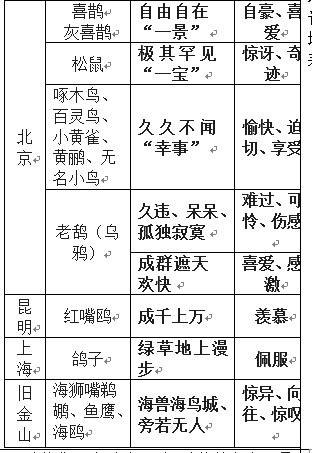 喜鹊
灰喜鹊
自由自在
“一景”
自豪、喜
爱
松鼠
极其罕见
“一宝”
惊讶、奇
迹
北
京
啄木鸟、
百灵鸟、
小黄雀、
黄鹂、无
名小鸟
久久不闻
“幸事”
愉快、迫
切、享受
老鸹（乌
鸦）
久违、呆呆、
孤独寂寞
难过、可
怜、伤感
成群遮天
欢快
喜爱、感
激
昆
明
红嘴鸥
成千上万
羡慕
上
海
鸽子
绿草地上漫
步
佩服
旧
金
山
海狮嘴鹈
鹕、鱼鹰、
海鸥
海兽海鸟城、
旁若无人
惊异、向
往、惊叹